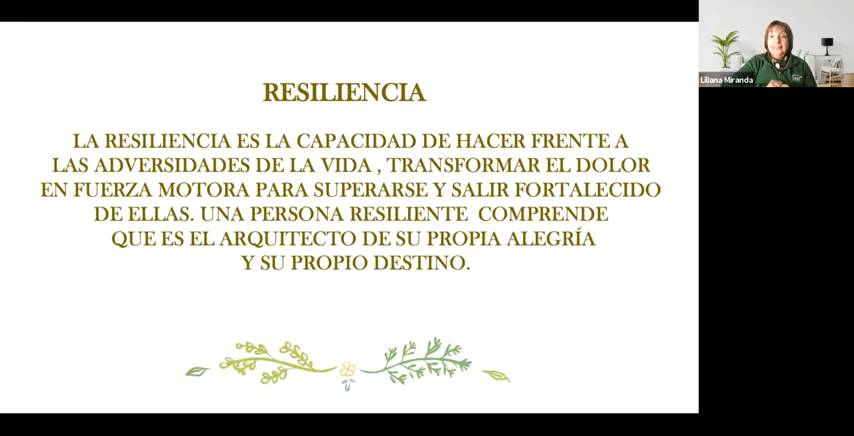 RESILIENCIA
LA RESILIENCIA ES LA CAPACIDAD DE HACER FRENTE A
LAS ADVERSIDADES DE LA VIDA , TRANSFORMAR EL DOLOR
EN FUERZA MOTORA PARA SUPERARSE Y SALIR FORTALECIDO
DE ELLAS. UNA PERSONA RESILIENTE COMPRENDE
QUE ES EL ARQUITECTO DE SU PROPIA ALEGRÍA
Y SU PROPIO DESTINO.
Liliana Miranda